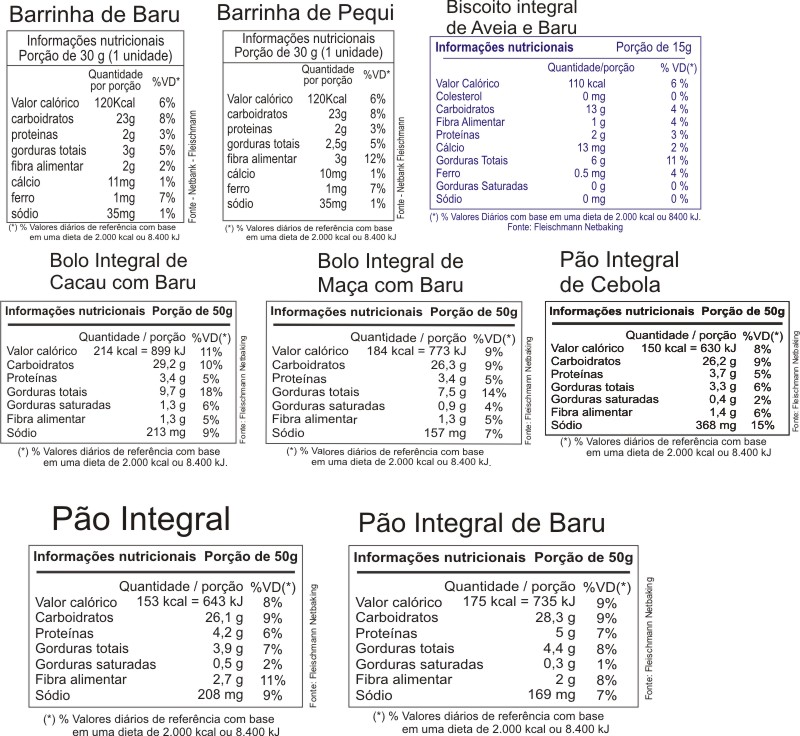 Barrinha de Baru
Informações nutricionais
Porção de 30 g (1 unidade)
Quantidade
por porção %VD*
Valor calórico 120Kcal 6%
carboidratos 23g 8%
proteinas 2g 3%
gorduras totais 3g 5%
fibra alimentar 2g 2%
cálcio 11mg 1%
ferro 1mg 7%
sódio 35mg 1%
Fonte - Netbank - Fleischmann
(*) % Valores diários de referência com base
em uma dieta de 2.000 kcal ou 8.400 kJ
Barrinha de Pequi
Informações nutricionais
Porção de 30 g (1 unidade)
Quantidade
por porção %VD*
Valor calórico 120Kcal 6%
carboidratos 23g 8%
proteinas 2g 3%
gorduras totais 2,5g 5%
fibra alimentar 3g 12%
cálcio 10mg 1%
ferro 1mg 7%
sódio 35mg 1%
Fonte - Netbank Fleischmann
(*) % Valores diários de referência com base
em uma dieta de 2.000 kcal ou 8.400 kJ
Biscoito integral
de Aveia e Baru
Informações nutricionais Porção de 15g
Quantidade/porção % VD(*)
Valor Calórico 110 kcal 6 %
Colesterol 0 mg 0 %
Carboidratos 13 g 4 %
Fibra Alimentar 1 g 4 %
Proteínas 2 g 3 %
Cálcio 13 mg 2 %
Gorduras Totais 6 g 11 %
Ferro 0.5 mg 4 %
Gorduras Saturadas 0 g 0 %
Sódio 0 mg 0 %
(*) % Valores Diários com base em uma dieta de 2.000 kcal ou 8400 kcal.
Fonte: Fleischmann Netbaking
Bolo Integral de
Cacau com Baru
Informações nutricionais Porção de 50g
Quantidade / porção %VD(*)
Valor calórico 214 kcal = 899 kJ 11%
Carboidratos 29,2 g 10%
Proteínas 3,4 g 5%
Gorduras totais 9,7 g 18%
Gorduras saturadas 1,3 g 6%
Fibra alimentar 1,3 g 5%
Sódio 213 mg 9%
Fonte: Fleischmann Netbaking
(*) % Valores diários de referência com base
em uma dieta de 2.000 kcal ou 8.400 kJ.
Bolo Integral de
Maça com Baru
Informações nutricionais Porção de 50g
Quantidade / porção %VD(*)
Valor calórico 184 kcal = 773 kJ 9%
Carboidratos 26,3 g 9%
Proteínas 3,4 g 5%
Gorduras totais 7,5 g 14%
Gorduras saturadas 0,9 g 4%
Fibra alimentar 1,3 g 5%
Sódio 157 mg 7%
Fonte: Fleischmann Netbaking
(*) % Valores diários de referência com base
em uma dieta de 2.000 kcal ou 8.400 kJ.
Pão Integral
de Cebola
Informações nutricionais Porção de 50g
Quantidade / porção %VD(*)
Valor calórico 150 kcal = 630 kJ 8%
Carboidratos 26,2 g 9%
Proteínas 3,7 g 5%
Gorduras totais 3,3 g 6%
Gorduras saturadas 0,4 g 2%
Fibra alimentar 1,4 g 6%
Sódio 368 mg 15%
Fonte: Fleischmann Netbaking
(*) % Valores diários de referência com base
em uma dieta de 2.000 kcal ou 8.400 kJ.
Pão Integral
Informações nutricionais Porção de 50g
Quantidade / porção %VD(*)
Valor calórico 153 kcal = 643 kJ 8%
Carboidratos 26,1 g 9%
Proteínas 4,2 g 6%
Gorduras totais 3,9 g 7%
Gorduras saturadas 0,5 g 2%
Fibra alimentar 2,7 g 11%
Sódio 208 mg 9%
Fonte: Fleischmann Netbaking
(*) % Valores diários de referência com base
em uma dieta de 2.000 kcal ou 8.400 kJ
Pão Integral de Baru
Informações nutricionais Porção de 50g
Quantidade / porção %VD(*)
Valor calórico 175 kcal = 735 kJ 9%
Carboidratos 28,3 g 9%
Proteínas 5 g 7%
Gorduras totais 4,4 g 8%
Gorduras saturadas 0,3 g 1%
Fibra alimentar 2 g 8%
Sódio 169 mg 7%
Fonte: Fleischmann Netbaking
(*) % Valores diários de referência com base
em uma dieta de 2.000 kcal ou 8.400 kJ